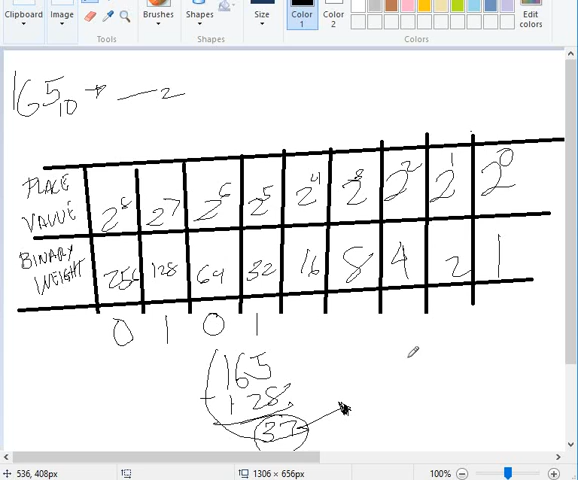 Clipboard Image Brushes Shapes Size Color 1 Color 2 Edit colors
Tools Shapes Colors
165₁₀ → __₂
PLACE VALUE 2⁸ 2⁷ 2⁶ 2⁵ 2⁴ 2³ 2² 2¹ 2⁰
BINARY WEIGHT 256 128 64 32 16 8 4 2 1
0 1 0 1
165
- 128
37
536, 408px 1306 × 656px 100%